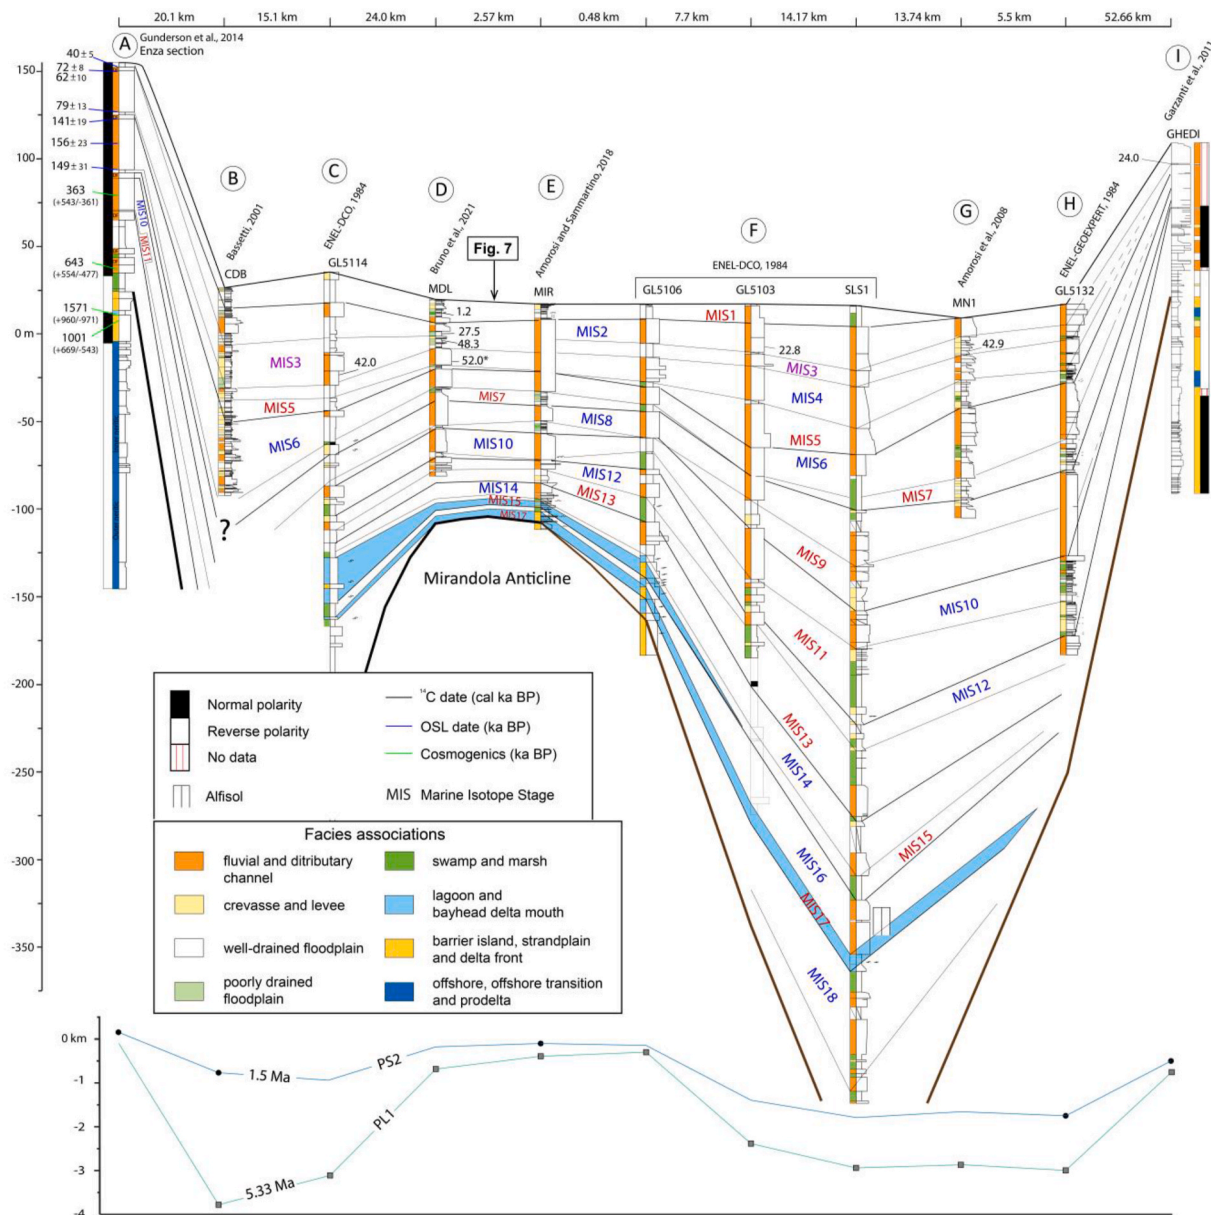 20.1 km 15.1 km 24.0 km 2.57 km 0.48 km 7.7 km 14.17 km 13.74 km 5.5 km 52.66 km
A Gunderson et al., 2014
Enza section
40± 5
72± 8
62± 10
79± 13
141± 19
156± 23
149± 31
363
(+543/-361)
643
(+554/-477)
1571
(+960/-971)
1001
(+669/-543)
150
100
50
0 m
-50
-100
-150
-200
-250
-300
-350
MIS10
MIS11
B
Bassetti, 2001
CDB
C
ENEL-DCO, 1984
GL5114
D
Bruno et al., 2021
MDL
Fig. 7
E
Amorosi and Sammartino, 2018
MIR
F
ENEL-DCO, 1984
GL5106 GL5103 SLS1
G
Amorosi et al., 2008
MN1
H
ENEL-GEOEXPERT, 1984
GL5132
I
Garzanti et al., 2011
GHEDI
24.0
1.2
27.5
48.3
52.0*
42.0
22.8
42.9
MIS1
MIS2
MIS3
MIS3
MIS4
MIS5
MIS5
MIS6
MIS6
MIS7
MIS7
MIS8
MIS9
MIS10
MIS10
MIS11
MIS12
MIS12
MIS13
MIS13
MIS14
MIS14
MIS15
MIS15
MIS16
MIS17
MIS17
MIS18
?
Mirandola Anticline
Normal polarity
Reverse polarity
No data
Alfisol
¹⁴C date (cal ka BP)
OSL date (ka BP)
Cosmogenics (ka BP)
MIS Marine Isotope Stage
Facies associations
fluvial and ditributary
channel
crevasse and levee
well-drained floodplain
poorly drained
floodplain
swamp and marsh
lagoon and
bayhead delta mouth
barrier island, strandplain
and delta front
offshore, offshore transition
and prodelta
0 km
-1
-2
-3
-4
1.5 Ma
PS2
PL1
5.33 Ma